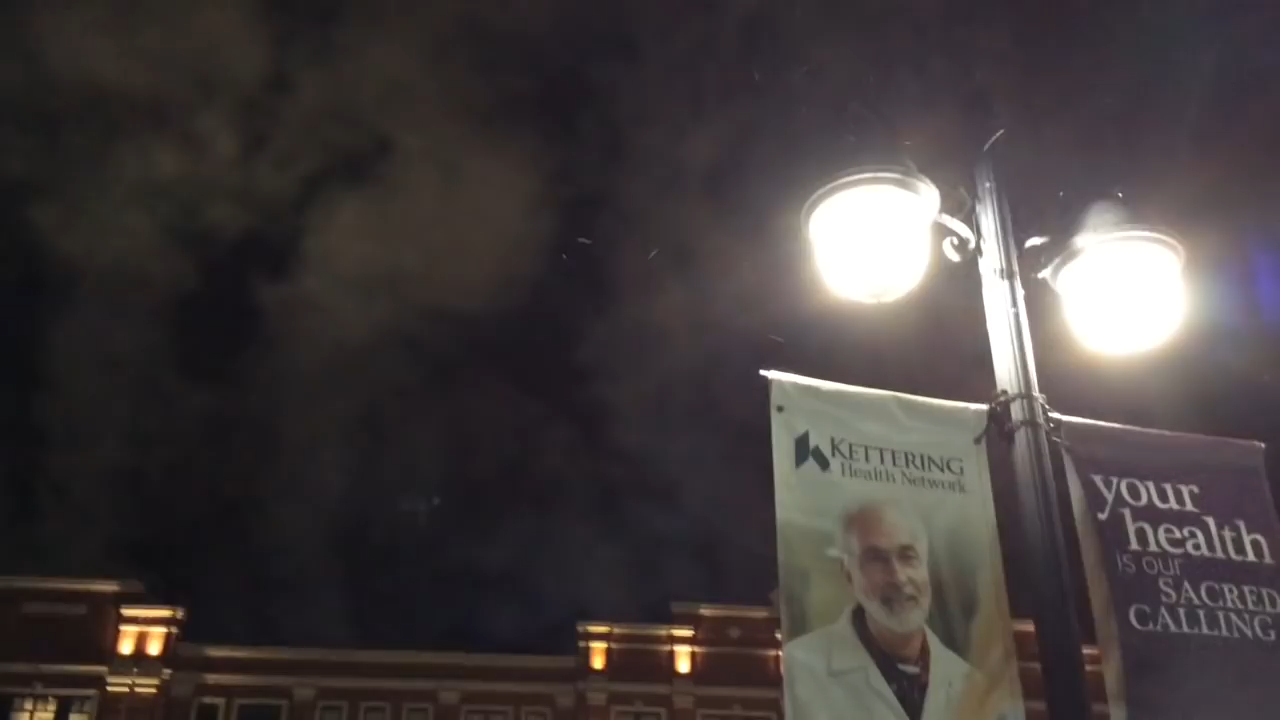 KETTERING
Health Network
your
health
is our
SACRED
CALLING